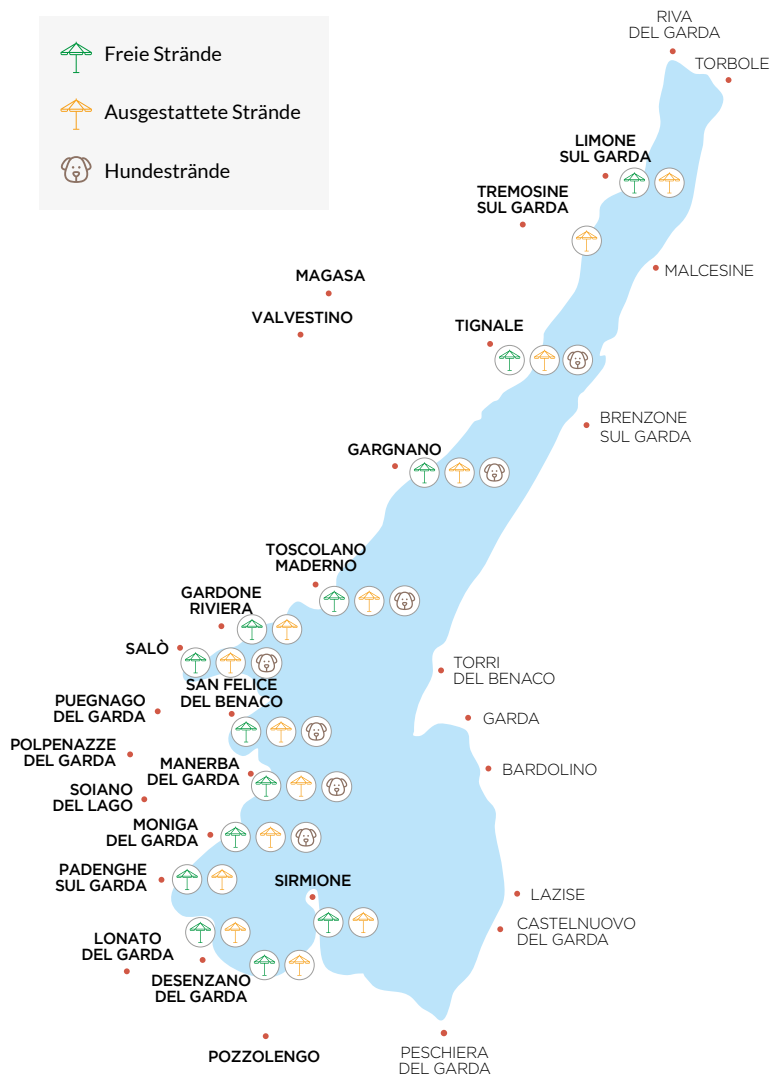 Freie Strände
Ausgestattete Strände
Hundestrände
RIVA
DEL GARDA
TORBOLE
LIMONE
SUL GARDA
TREMOSINE
SUL GARDA
MALCESINE
MAGASA
VALVESTINO
TIGNALE
BRENZONE
SUL GARDA
GARGNANO
TOSCOLANO
MADERNO
GARDONE
RIVIERA
SALÒ
TORRI
DEL BENACO
SAN FELICE
DEL BENACO
PUEGNAGO
DEL GARDA
GARDA
POLPENAZZE
DEL GARDA
MANERBA
DEL GARDA
BARDOLINO
SOIANO
DEL LAGO
MONIGA
DEL GARDA
PADENGHE
SUL GARDA
SIRMIONE
LAZISE
CASTELNUOVO
DEL GARDA
LONATO
DEL GARDA
DESENZANO
DEL GARDA
POZZOLENGO
PESCHIERA
DEL GARDA